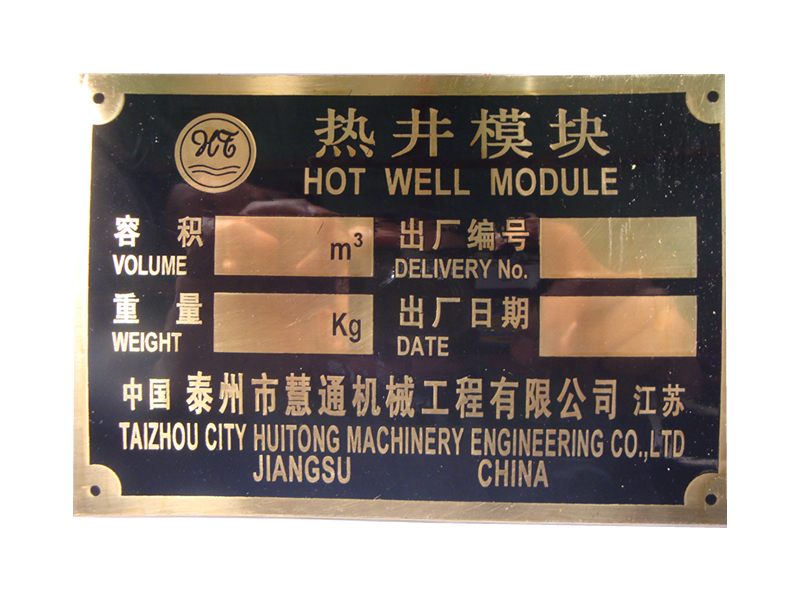 HT
热井模块
HOT WELL MODULE
容 积 m³ 出厂编号
VOLUME DELIVERY No.
重 量 Kg 出厂日期
WEIGHT DATE
中国 泰州市慧通机械工程有限公司 江苏
TAIZHOU CITY HUITONG MACHINERY ENGINEERING CO.,LTD
JIANGSU CHINA